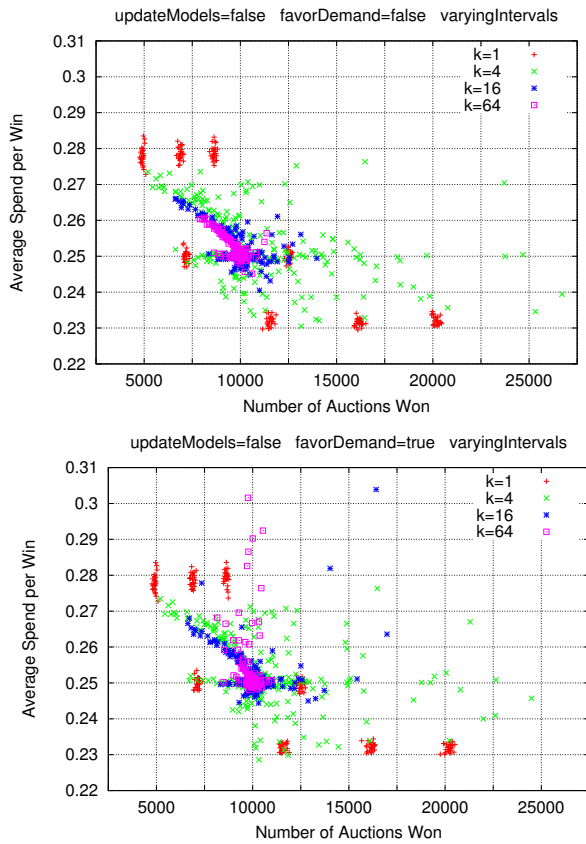 updateModels=false favorDemand=false varyingIntervals
0.31
0.3
0.29
0.28
0.27
0.26
0.25
0.24
0.23
0.22
Average Spend per Win
k=1
k=4
k=16
k=64
5000 10000 15000 20000 25000
Number of Auctions Won
updateModels=false favorDemand=true varyingIntervals
0.31
0.3
0.29
0.28
0.27
0.26
0.25
0.24
0.23
0.22
Average Spend per Win
k=1
k=4
k=16
k=64
5000 10000 15000 20000 25000
Number of Auctions Won